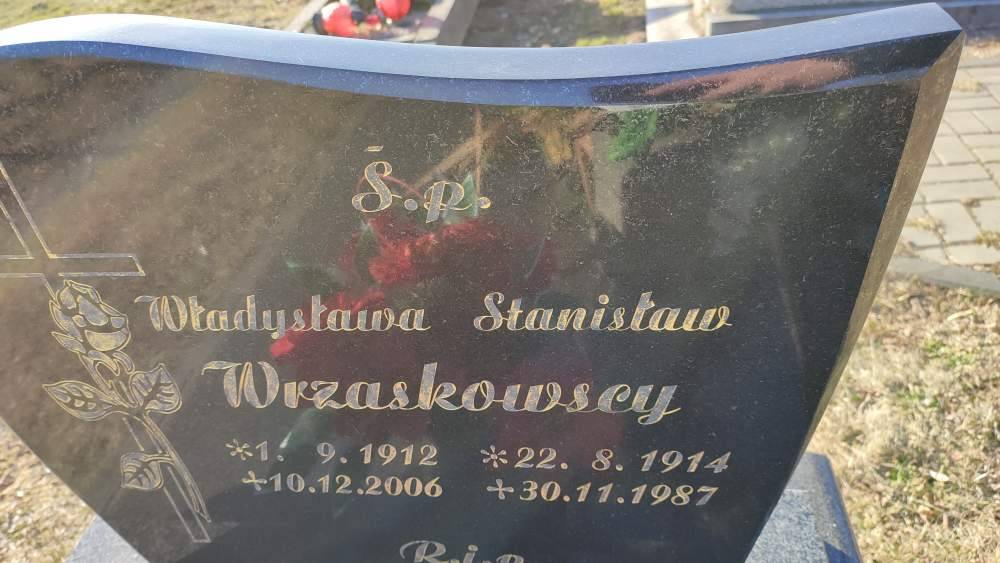 Ś.p.
Władysława Stanisław
Wrzaskowscy
*1. 9.1912 *22. 8. 1914
+10.12.2006 +30.11.1987
R.i.p